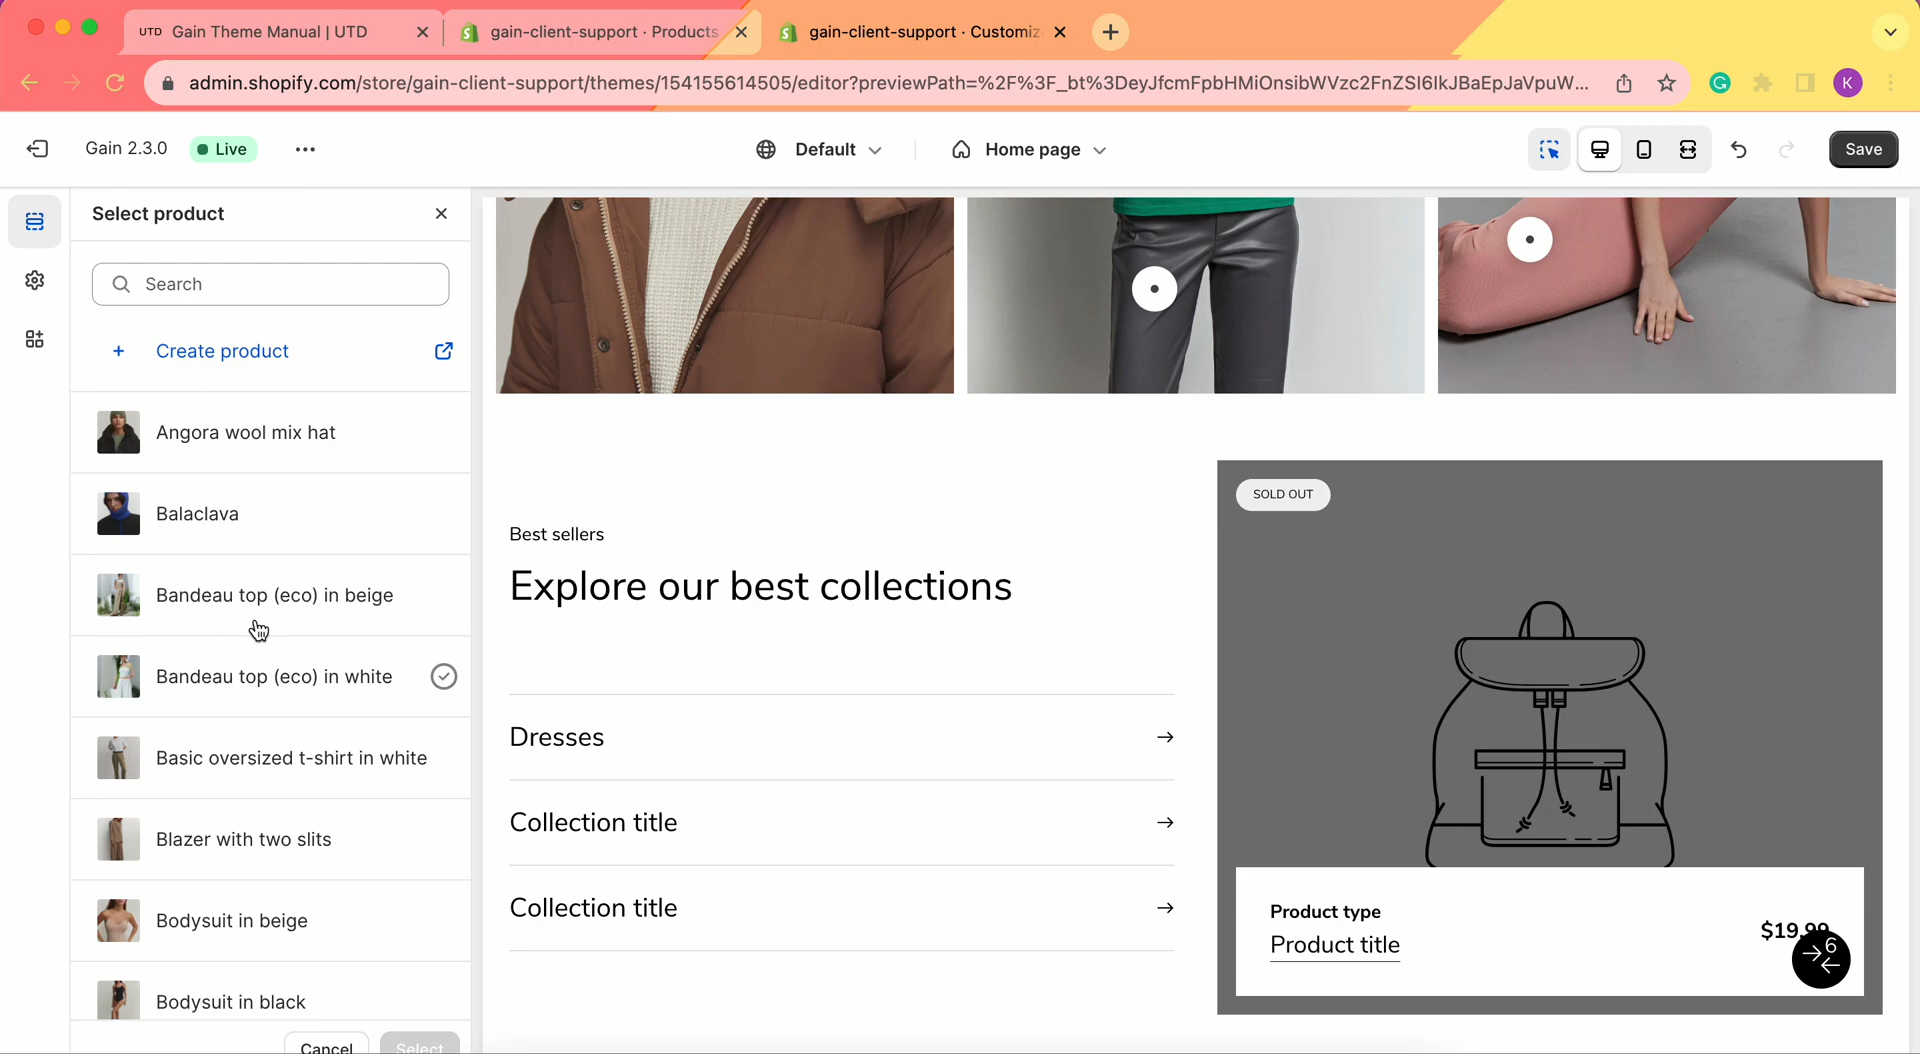 UTD Gain Theme Manual | UTD
gain-client-support · Products
gain-client-support · Customiz
admin.shopify.com/store/gain-client-support/themes/154155614505/editor?previewPath=%2F%3F_bt%3DeyJfcmFpbHMiOnsibWVzc2FnZSI6IkJBaEpJaVpuW...
K
Gain 2.3.0
Live
Default
Home page
Save
Select product
Search
+ Create product
Angora wool mix hat
Balaclava
Bandeau top (eco) in beige
Bandeau top (eco) in white
Basic oversized t-shirt in white
Blazer with two slits
Bodysuit in beige
Bodysuit in black
Cancel
Select
Best sellers
Explore our best collections
Dresses
Collection title
Collection title
SOLD OUT
Product type
Product title
$19.99
6